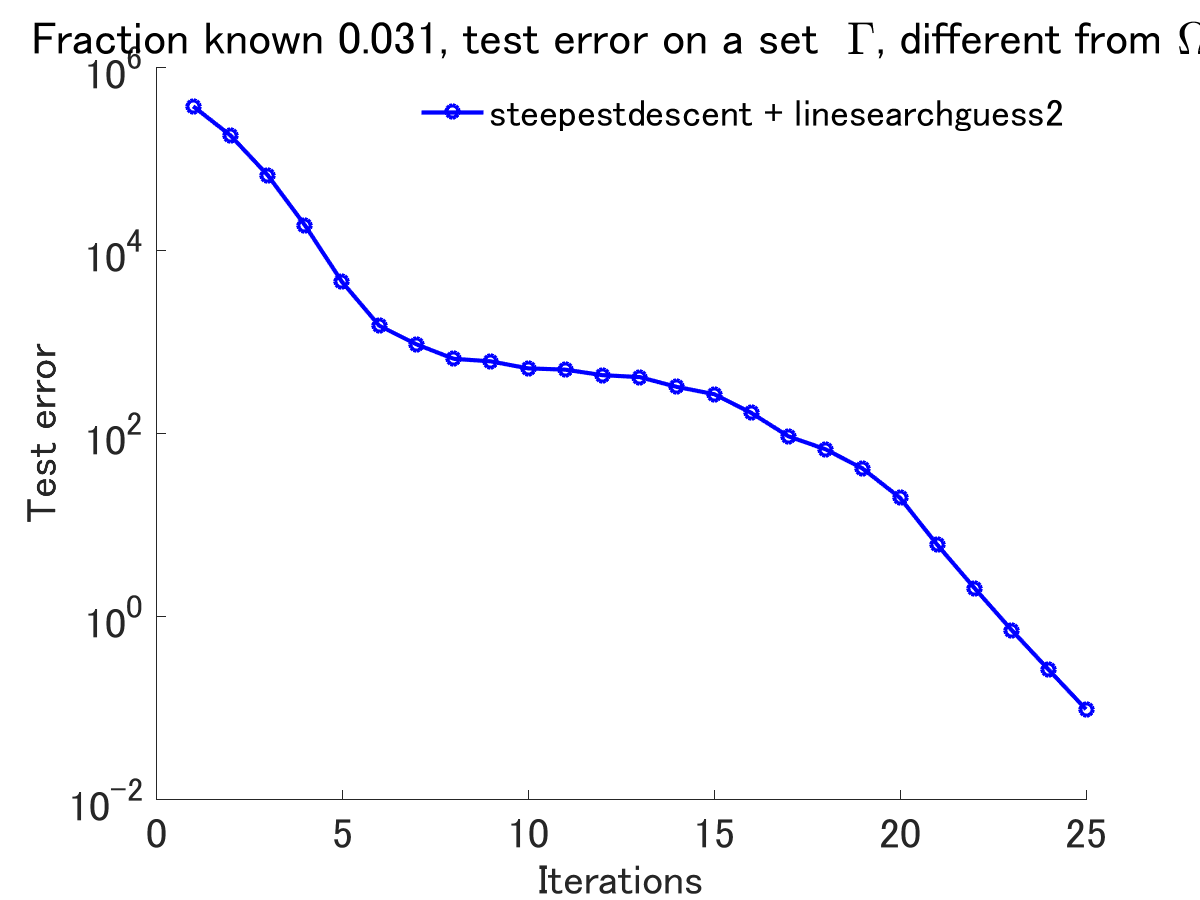 Fraction known 0.031, test error on a set Γ, different from Ω
10^6
steepestdescent + linesearchguess2
10^4
10^2
10^0
10^-2
Test error
0 5 10 15 20 25
Iterations